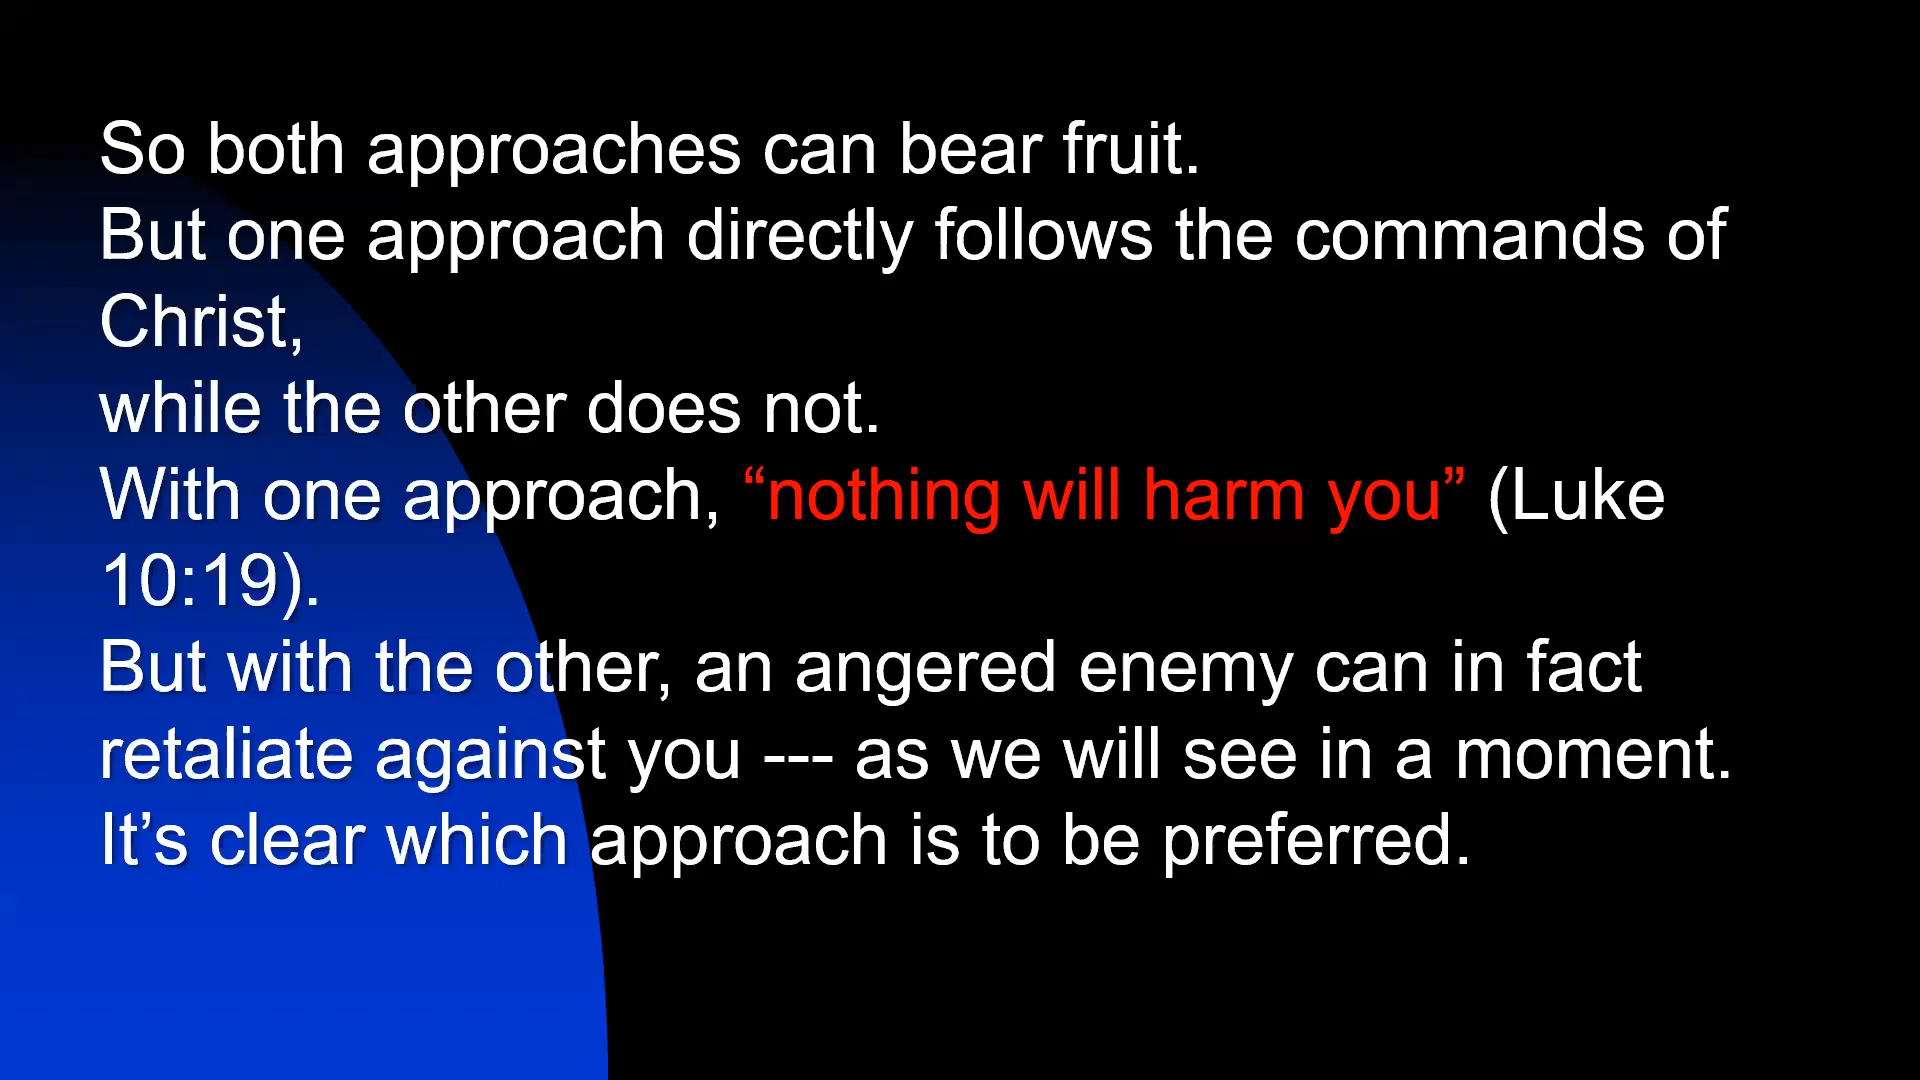 So both approaches can bear fruit.
But one approach directly follows the commands of
Christ,
while the other does not.
With one approach, “nothing will harm you” (Luke
10:19).
But with the other, an angered enemy can in fact
retaliate against you --- as we will see in a moment.
It’s clear which approach is to be preferred.